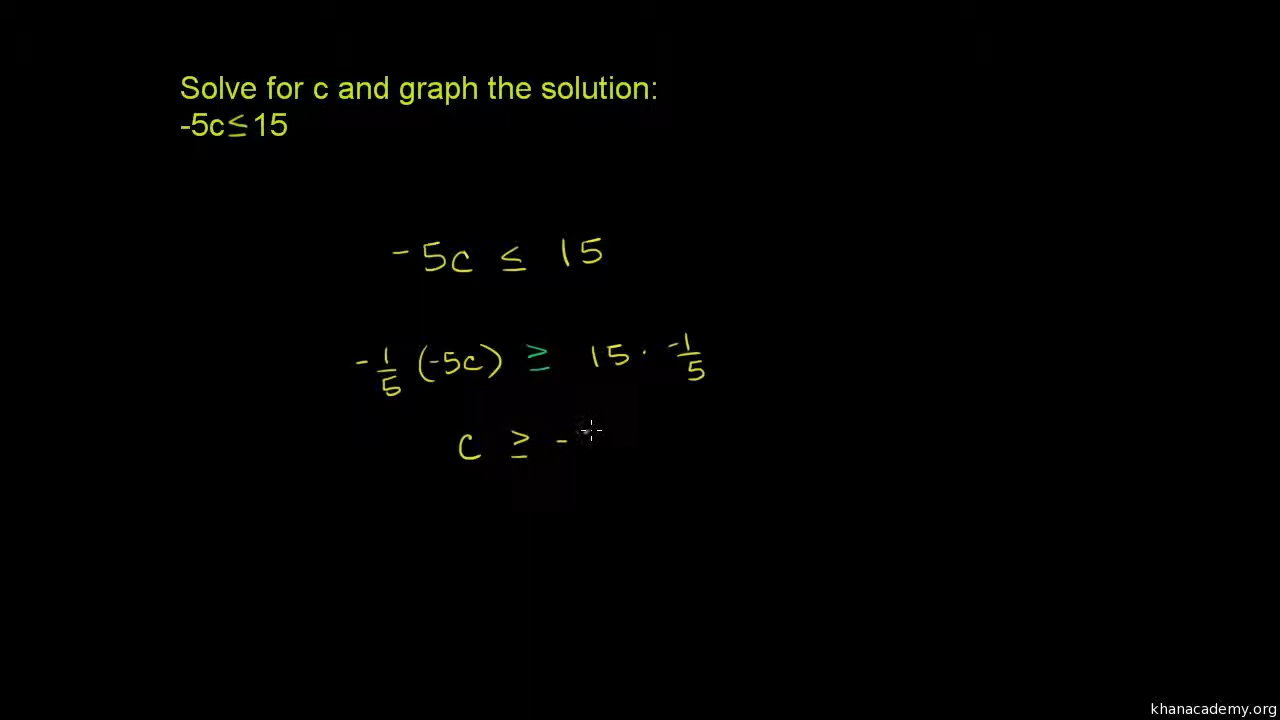 Solve for c and graph the solution:
-5c≤15
-5c ≤ 15
-1/5 (-5c) ≥ 15 · -1/5
c ≥ -
khanacademy.org